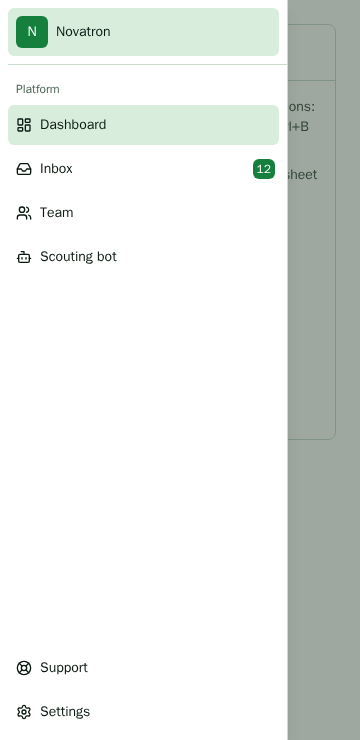 N
Novatron
Platform
Dashboard
Inbox
12
Team
Scouting bot
Support
Settings